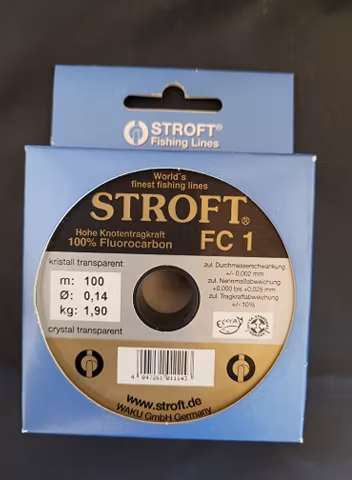 STROFT®
Fishing Lines
World's
finest fishing lines
STROFT®
Hohe Knotentragkraft
100% Fluorocarbon
FC 1
kristall transparent
m: 100
Ø: 0,14
kg: 1,90
crystal transparent
zul. Durchmesserschwankung
+/- 0,002 mm
zul. Nennmaßabweichung
+0,000 bis +0,025 mm
zul. Tragkraftabweichung
+/- 10%
www.stroft.de
WAKU GmbH Germany